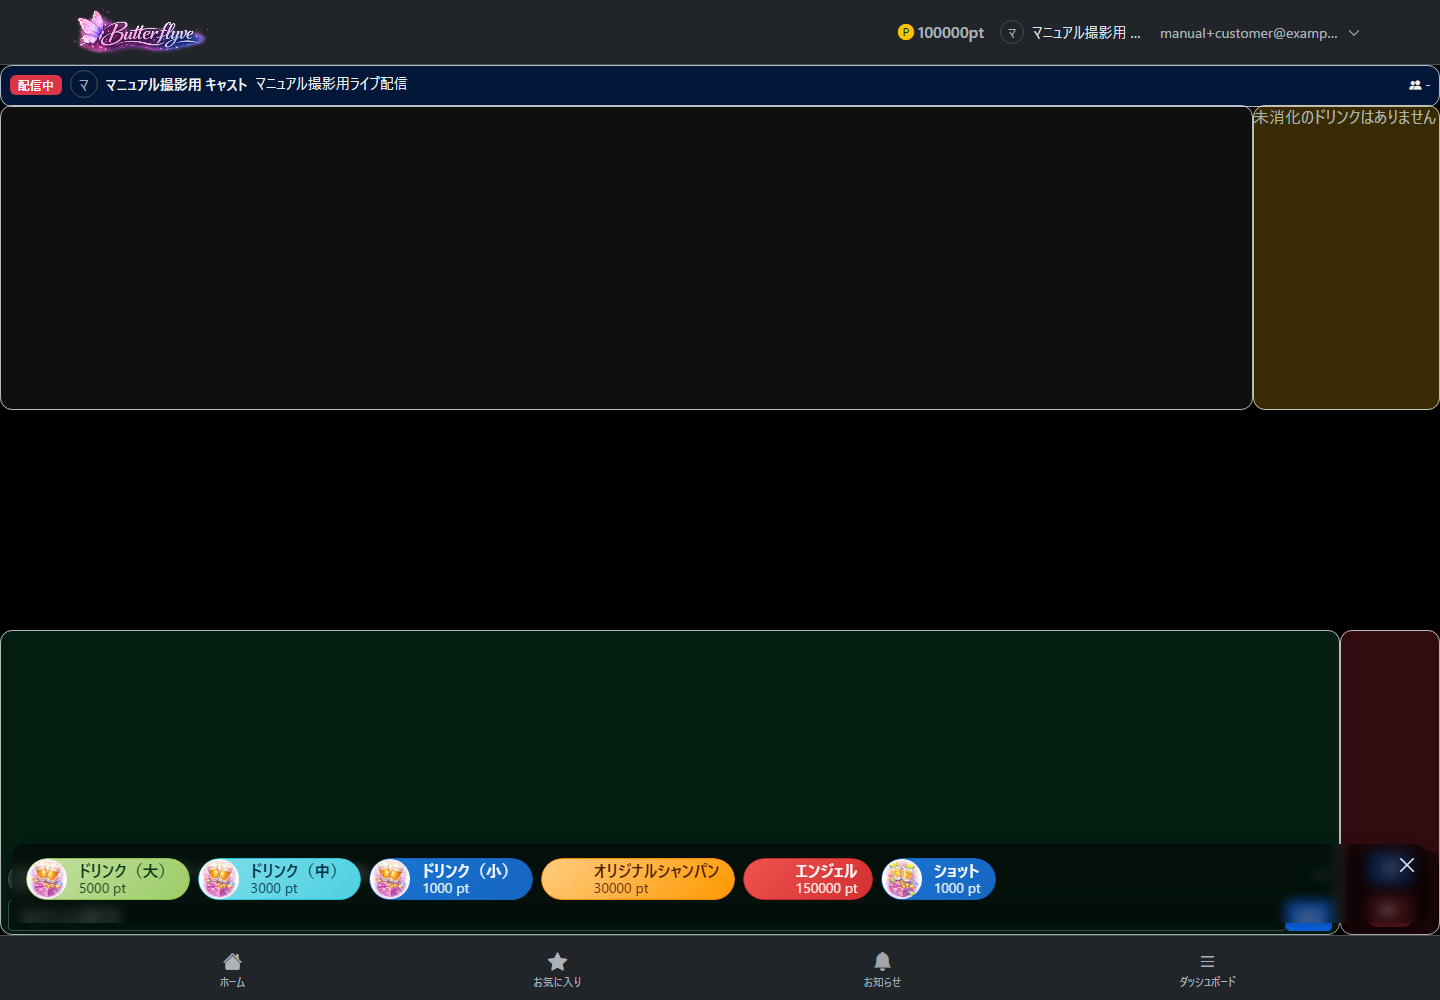 Butterflyve
P 100000pt
マ
マニュアル撮影用 ...
manual+customer@examp...
配信中
マ
マニュアル撮影用 キャスト
マニュアル撮影用ライブ配信
-
未消化のドリンクはありません
ドリンク（大）
5000 pt
ドリンク（中）
3000 pt
ドリンク（小）
1000 pt
オリジナルシャンパン
30000 pt
エンジェル
150000 pt
ショット
1000 pt
ホーム
お気に入り
お知らせ
ダッシュボード